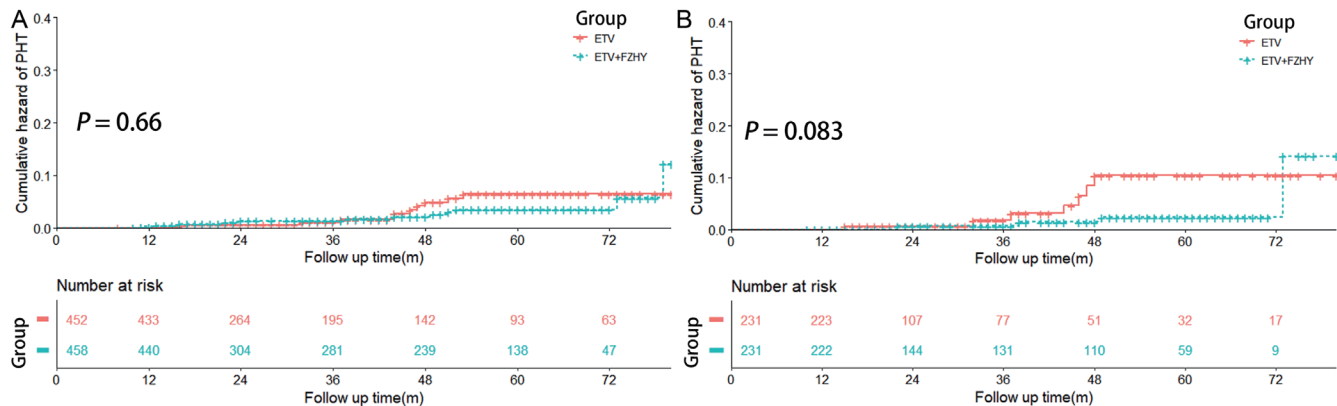 A
Group
ETV
ETV+FZHY
Cumulative hazard of PHT
0.4
0.3
0.2
0.1
0.0
P = 0.66
0 12 24 36 48 60 72
Follow up time(m)
Number at risk
Group
452 433 264 195 142 93 63
458 440 304 281 239 138 47
0 12 24 36 48 60 72
Follow up time(m)
B
Group
ETV
ETV+FZHY
Cumulative hazard of PHT
0.4
0.3
0.2
0.1
0.0
P = 0.083
0 12 24 36 48 60 72
Follow up time(m)
Number at risk
Group
231 223 107 77 51 32 17
231 222 144 131 110 59 9
0 12 24 36 48 60 72
Follow up time(m)